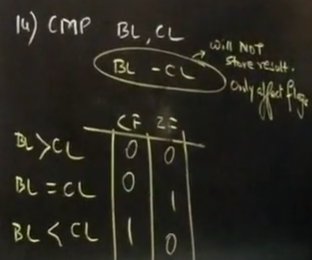 14) CMP BL, CL
BL - CL → will NOT
store result.
only affect flags
CF ZF
BL > CL 0 0
BL = CL 0 1
BL < CL 1 0